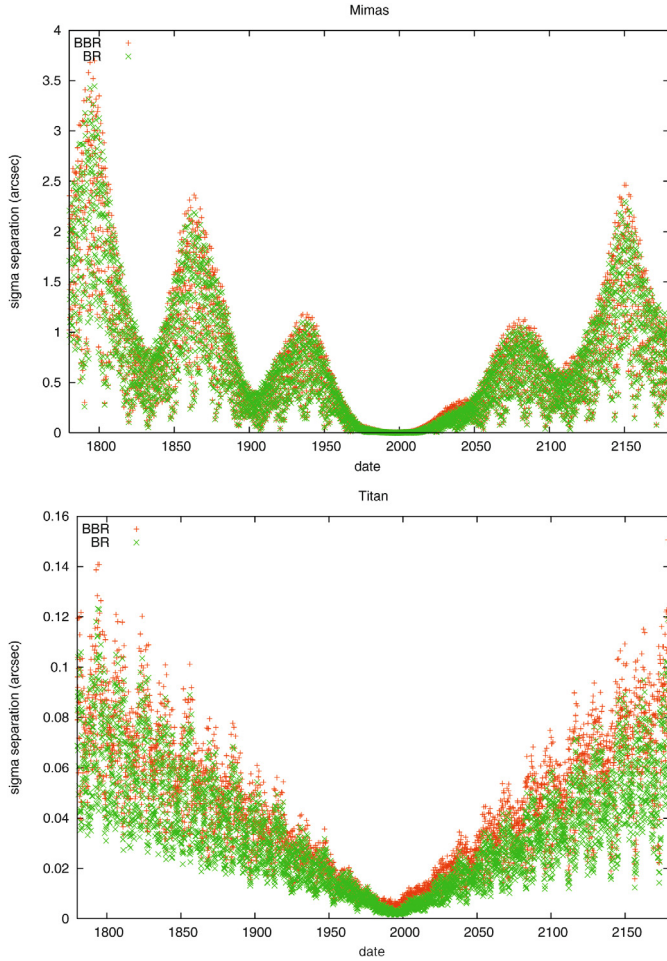 Mimas
BBR
BR
4
3.5
3
2.5
2
1.5
1
0.5
0
sigma separation (arcsec)
1800 1850 1900 1950 2000 2050 2100 2150
date
Titan
BBR
BR
0.16
0.14
0.12
0.1
0.08
0.06
0.04
0.02
0
sigma separation (arcsec)
1800 1850 1900 1950 2000 2050 2100 2150
date